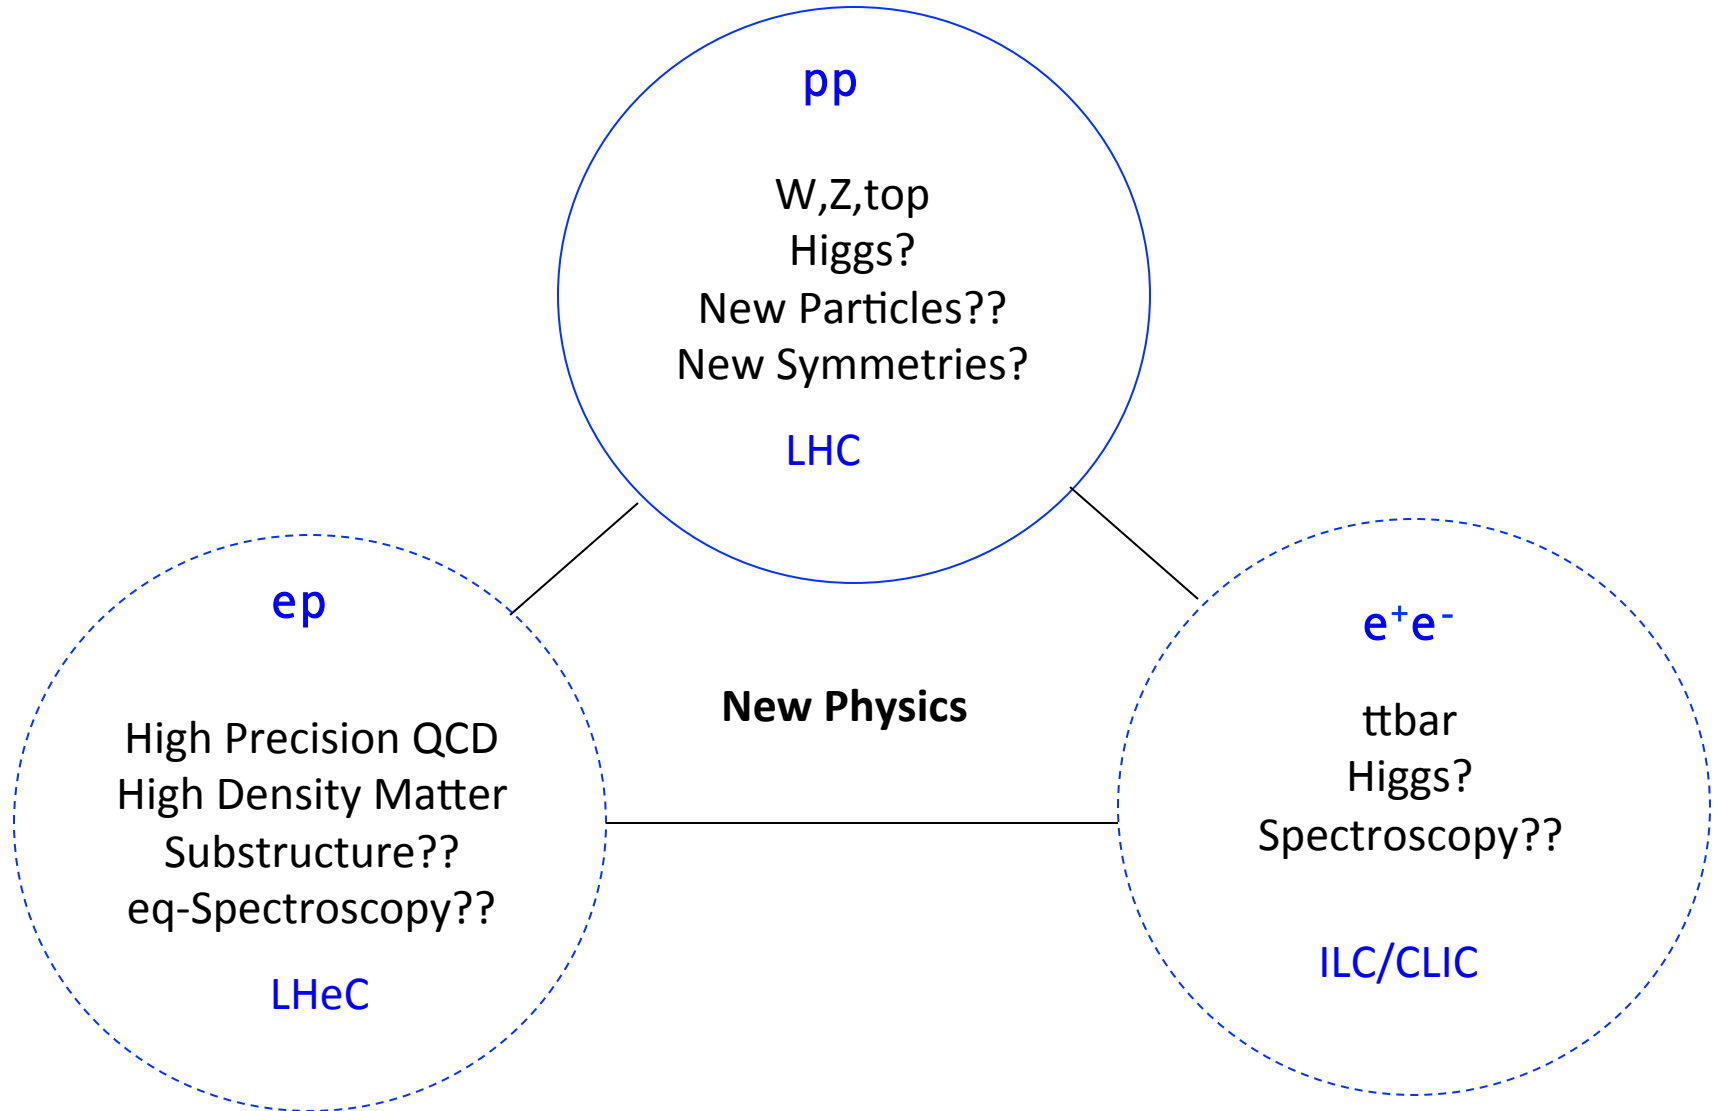 pp
W,Z,top
Higgs?
New Particles??
New Symmetries?
LHC
ep
High Precision QCD
High Density Matter
Substructure??
eq-Spectroscopy??
LHeC
New Physics
e⁺e⁻
ttbar
Higgs?
Spectroscopy??
ILC/CLIC